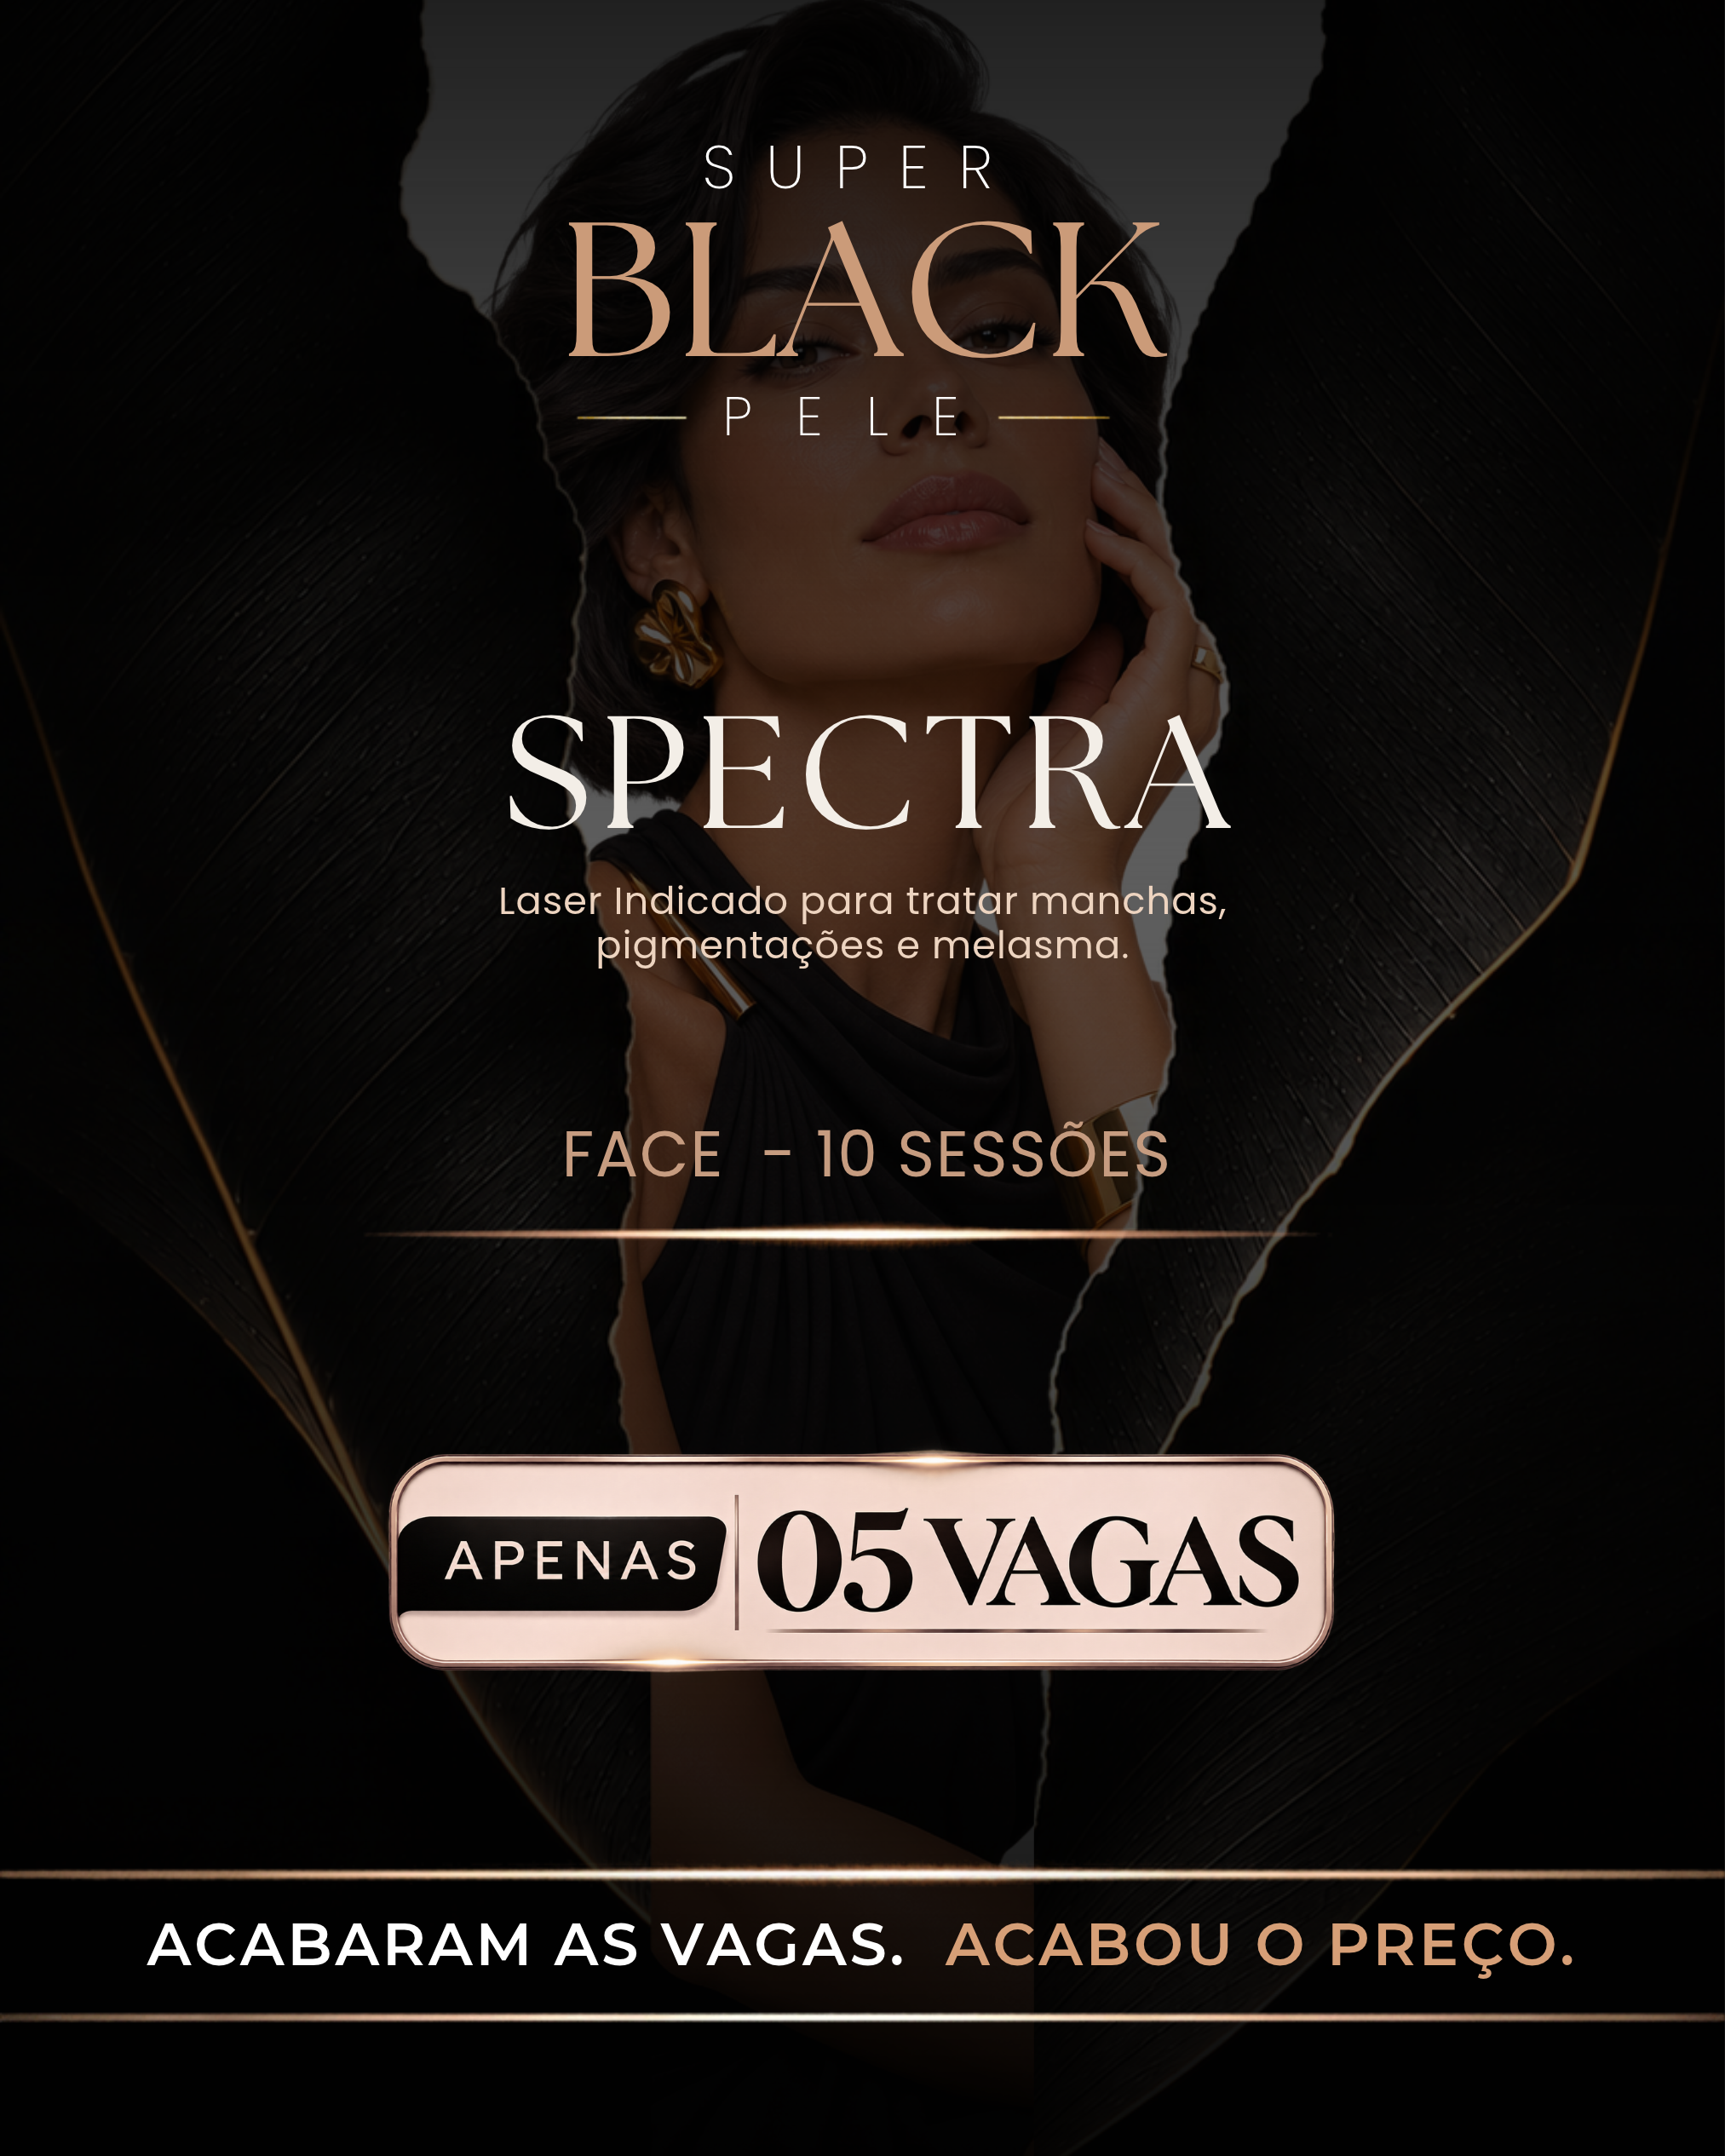 SUPER
BLACK
PELE
SPECTRA
Laser Indicado para tratar manchas,
pigmentações e melasma.
FACE - 10 SESSÕES
APENAS 05 VAGAS
ACABARAM AS VAGAS. ACABOU O PREÇO.